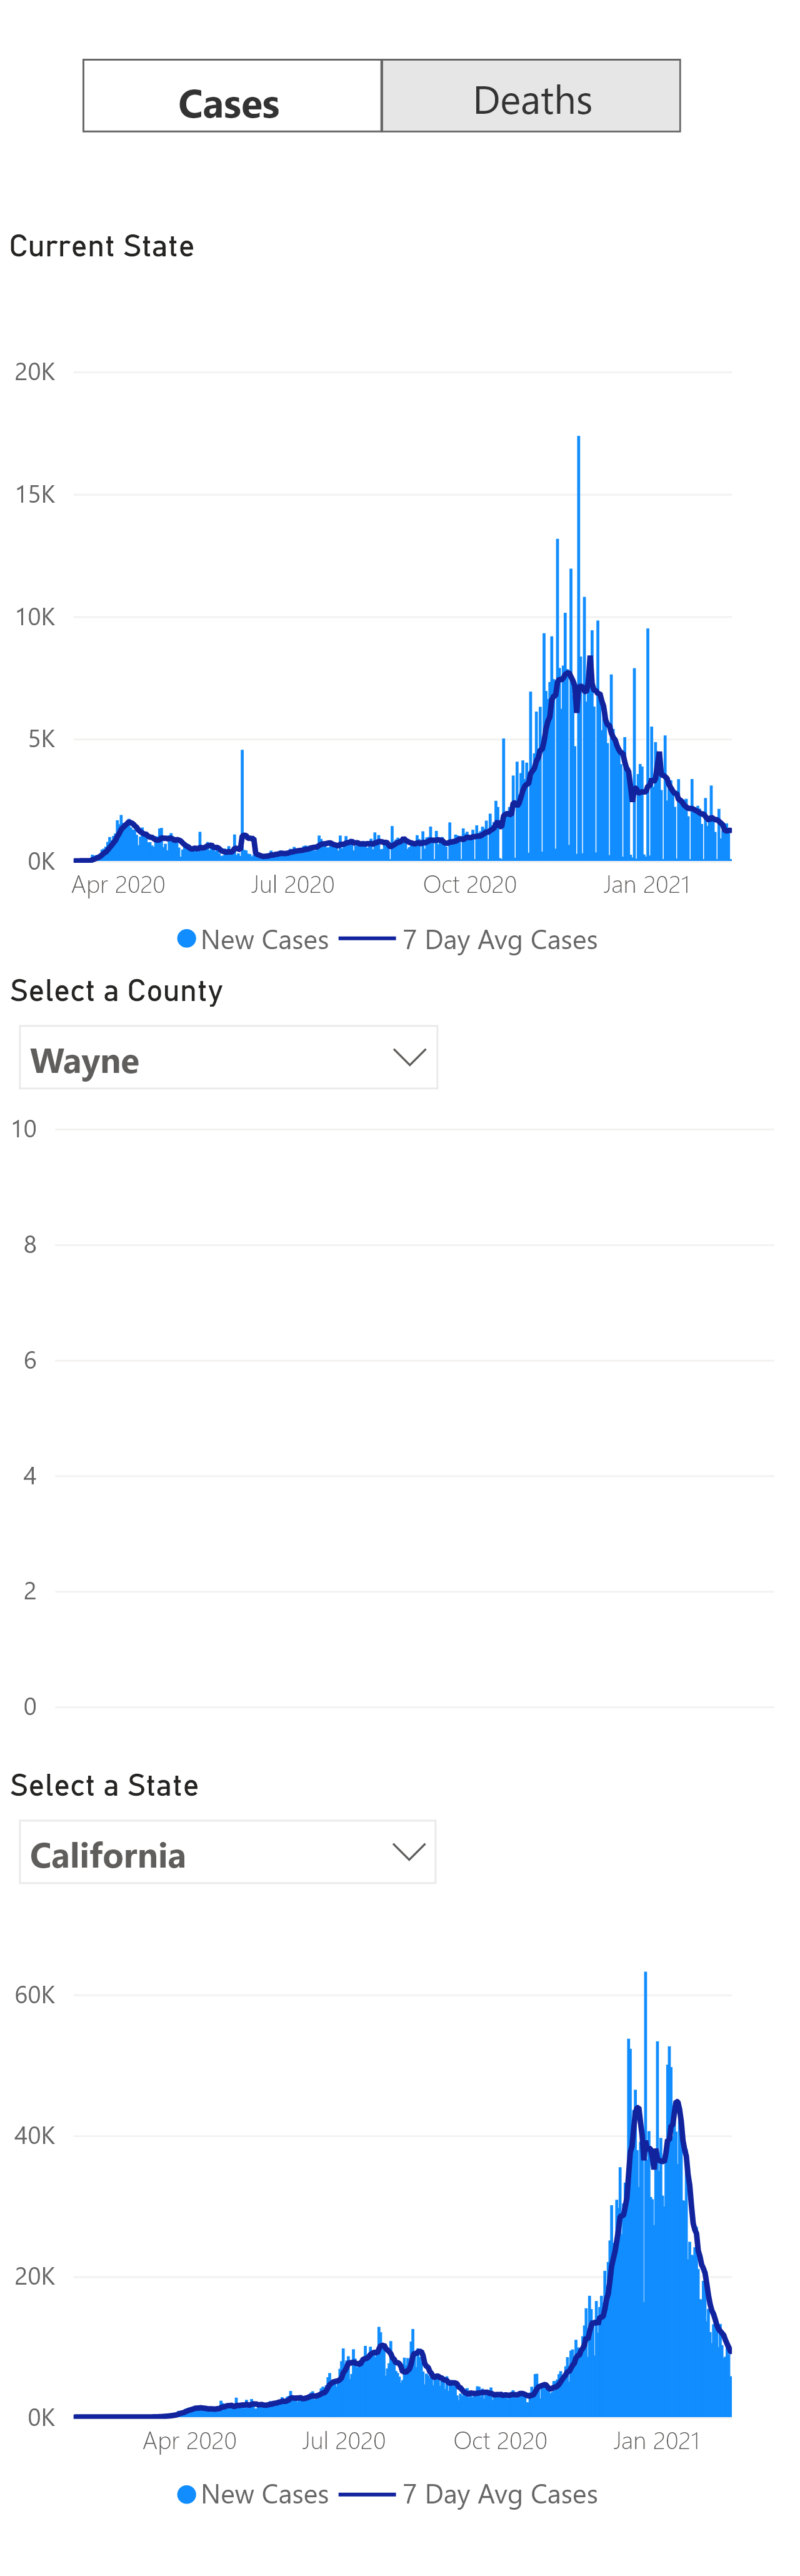 Cases Deaths
Current State
20K
15K
10K
5K
0K
Apr 2020 Jul 2020 Oct 2020 Jan 2021
New Cases 7 Day Avg Cases
Select a County
Wayne
10
8
6
4
2
0
Select a State
California
60K
40K
20K
0K
Apr 2020 Jul 2020 Oct 2020 Jan 2021
New Cases 7 Day Avg Cases